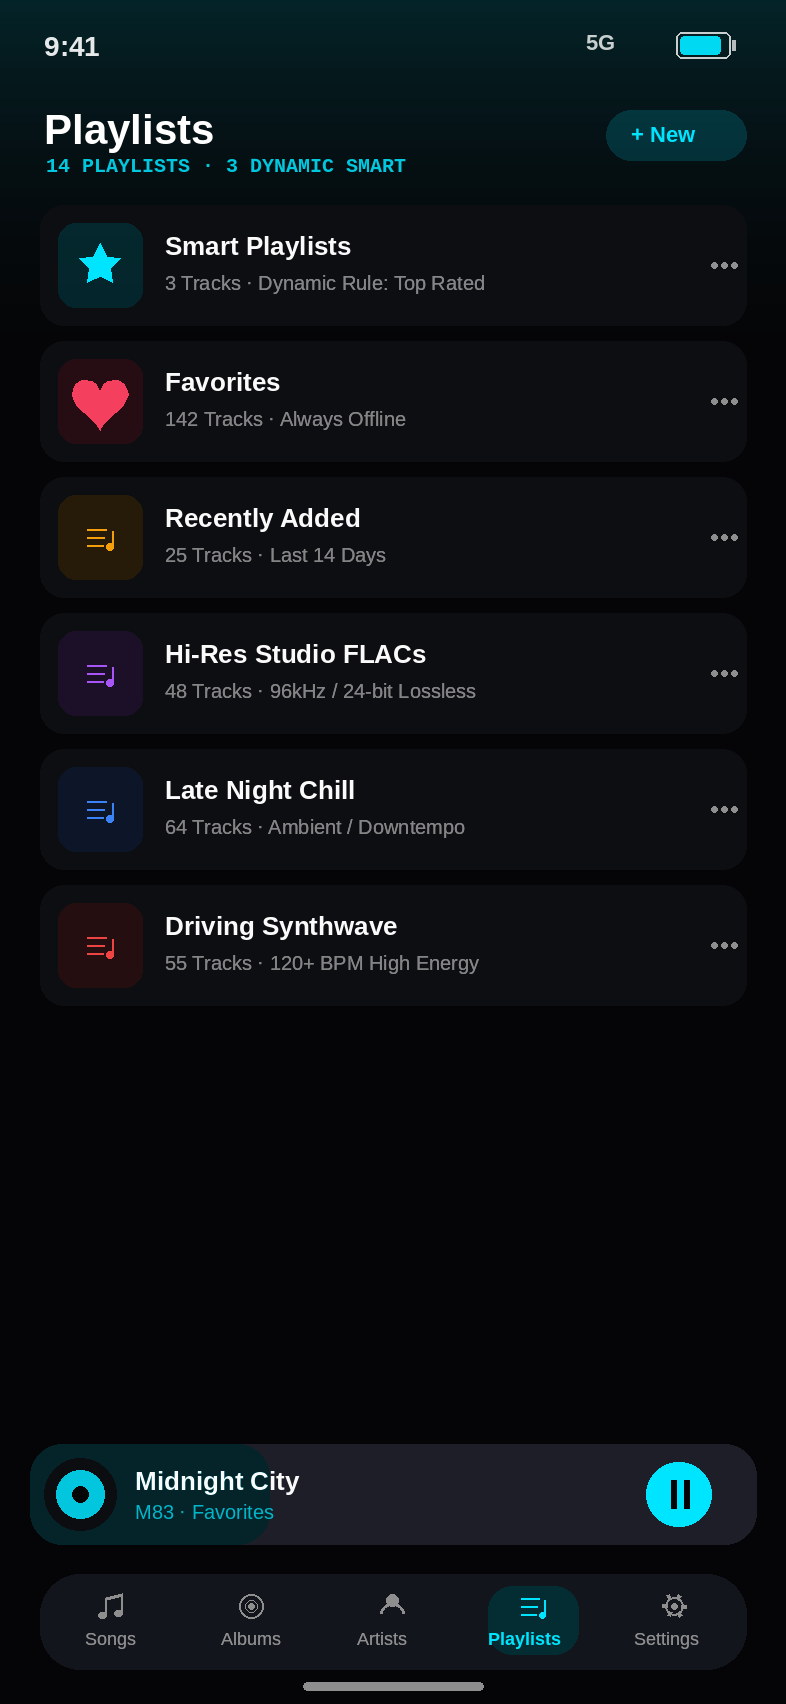 9:41
5G
Playlists
+ New
14 PLAYLISTS · 3 DYNAMIC SMART
Smart Playlists
3 Tracks · Dynamic Rule: Top Rated
Favorites
142 Tracks · Always Offline
Recently Added
25 Tracks · Last 14 Days
Hi-Res Studio FLACs
48 Tracks · 96kHz / 24-bit Lossless
Late Night Chill
64 Tracks · Ambient / Downtempo
Driving Synthwave
55 Tracks · 120+ BPM High Energy
Midnight City
M83 · Favorites
Songs
Albums
Artists
Playlists
Settings